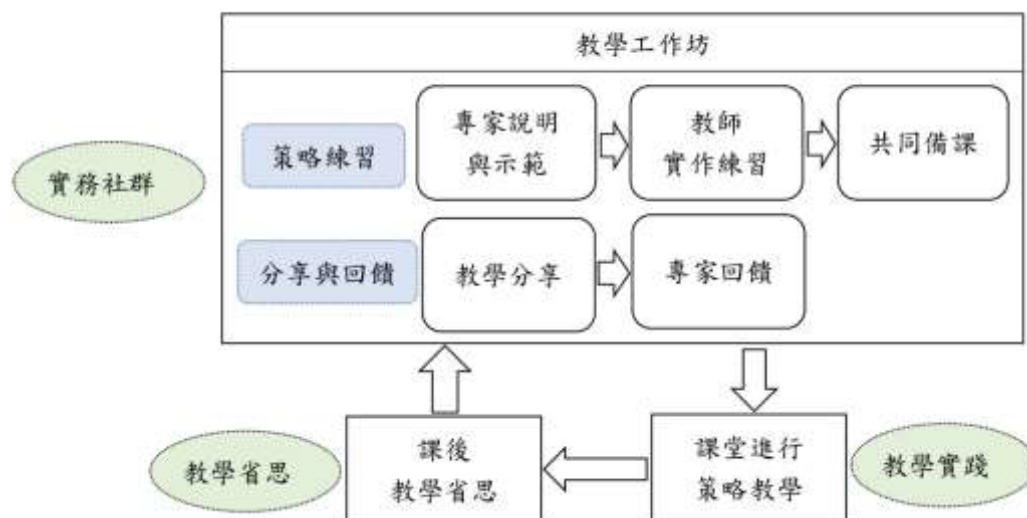 教學工作坊
策略練習
專家說明
與示範
教師
實作練習
共同備課
實務社群
分享與回饋
教學分享
專家回饋
教學省思
課後
教學省思
課堂進行
策略教學
教學實踐